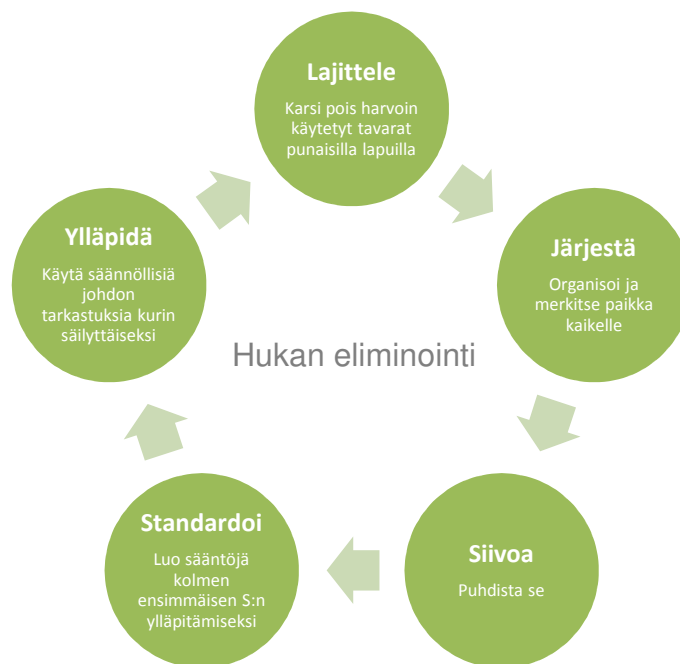 Lajittele
Karsi pois harvoin
käytetyt tavarat
punaisilla lapuilla
Järjestä
Organisoi ja
merkitse paikka
kaikelle
Siivoa
Puhdista se
Standardoi
Luo sääntöjä
kolmen
ensimmäisen S:n
ylläpitämiseksi
Ylläpidä
Käytä säännöllisiä
johdon
tarkastuksia kurin
säilyttäiseksi
Hukan eliminointi